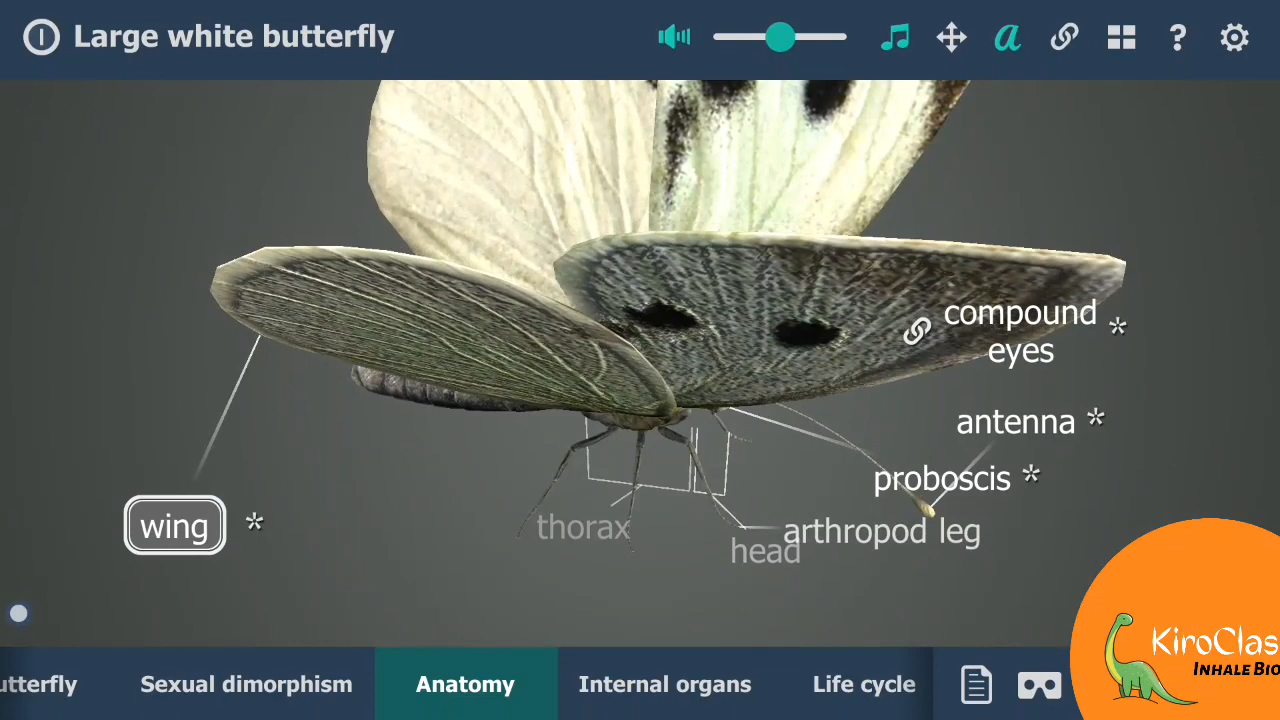 Large white butterfly
a
?
compound
eyes
*
antenna *
proboscis *
wing *
thorax
arthropod leg
head
utterfly
Sexual dimorphism
Anatomy
Internal organs
Life cycle
KiroClas
INHALE BIO